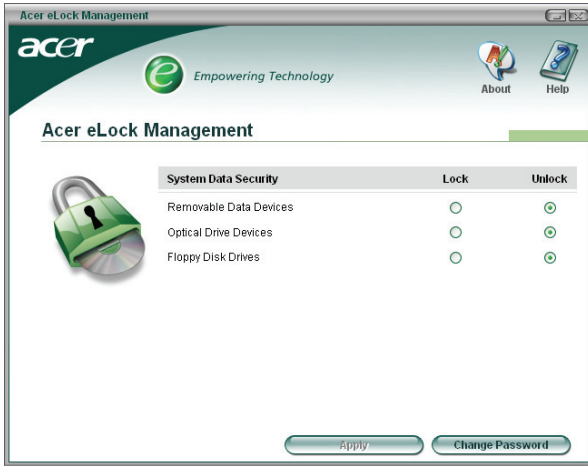 Acer eLock Management
acer
e Empowering Technology
About Help
Acer eLock Management
System Data Security Lock Unlock
Removable Data Devices
Optical Drive Devices
Floppy Disk Drives
Apply Change Password